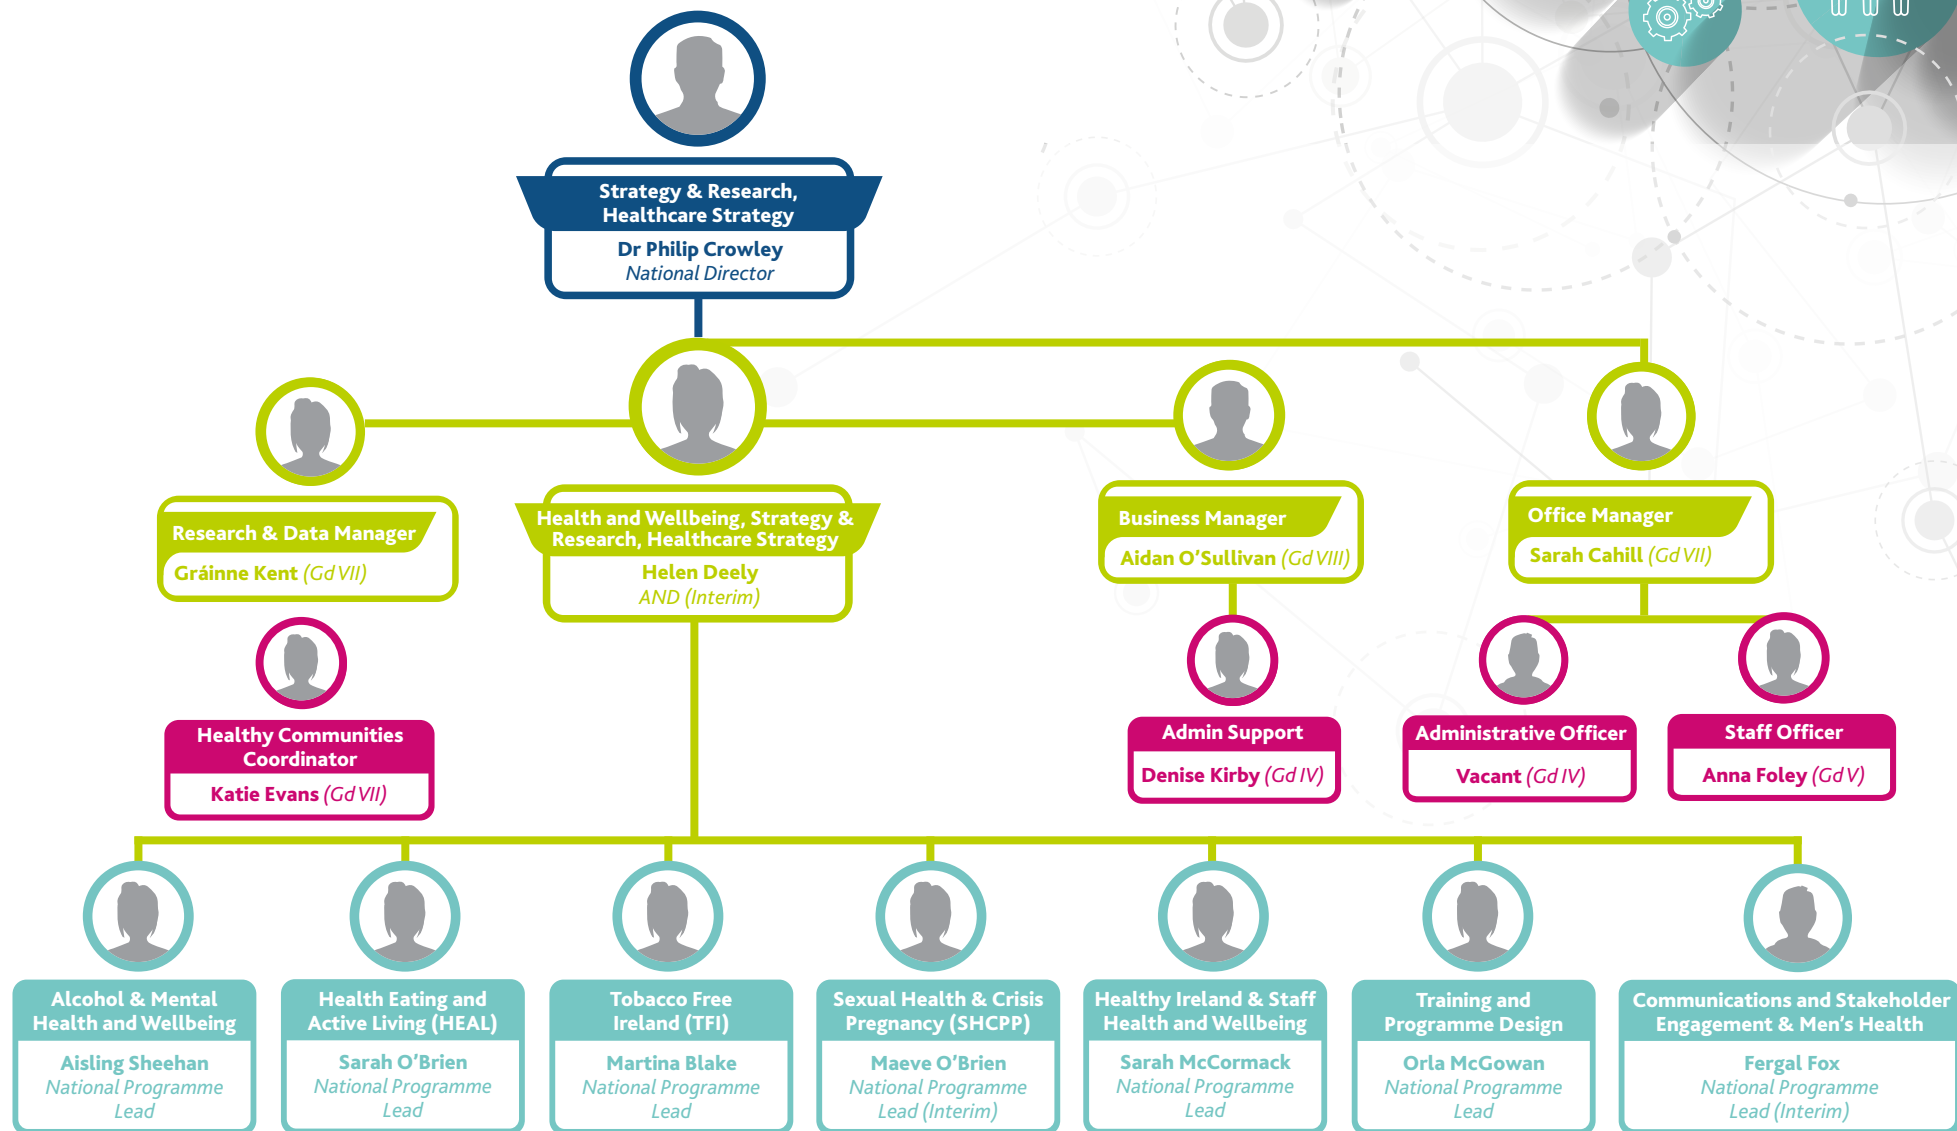 Strategy & Research,
Healthcare Strategy
Dr Philip Crowley
National Director
Research & Data Manager
Gráinne Kent (Gd VII)
Health and Wellbeing, Strategy &
Research, Healthcare Strategy
Helen Deely
AND (Interim)
Business Manager
Aidan O'Sullivan (Gd VIII)
Office Manager
Sarah Cahill (Gd VII)
Healthy Communities
Coordinator
Katie Evans (Gd VII)
Admin Support
Denise Kirby (Gd IV)
Administrative Officer
Vacant (Gd IV)
Staff Officer
Anna Foley (Gd V)
Alcohol & Mental
Health and Wellbeing
Aisling Sheehan
National Programme
Lead
Health Eating and
Active Living (HEAL)
Sarah O'Brien
National Programme
Lead
Tobacco Free
Ireland (TFI)
Martina Blake
National Programme
Lead
Sexual Health & Crisis
Pregnancy (SHCPP)
Maeve O'Brien
National Programme
Lead (Interim)
Healthy Ireland & Staff
Health and Wellbeing
Sarah McCormack
National Programme
Lead
Training and
Programme Design
Orla McGowan
National Programme
Lead
Communications and Stakeholder
Engagement & Men's Health
Fergal Fox
National Programme
Lead (Interim)